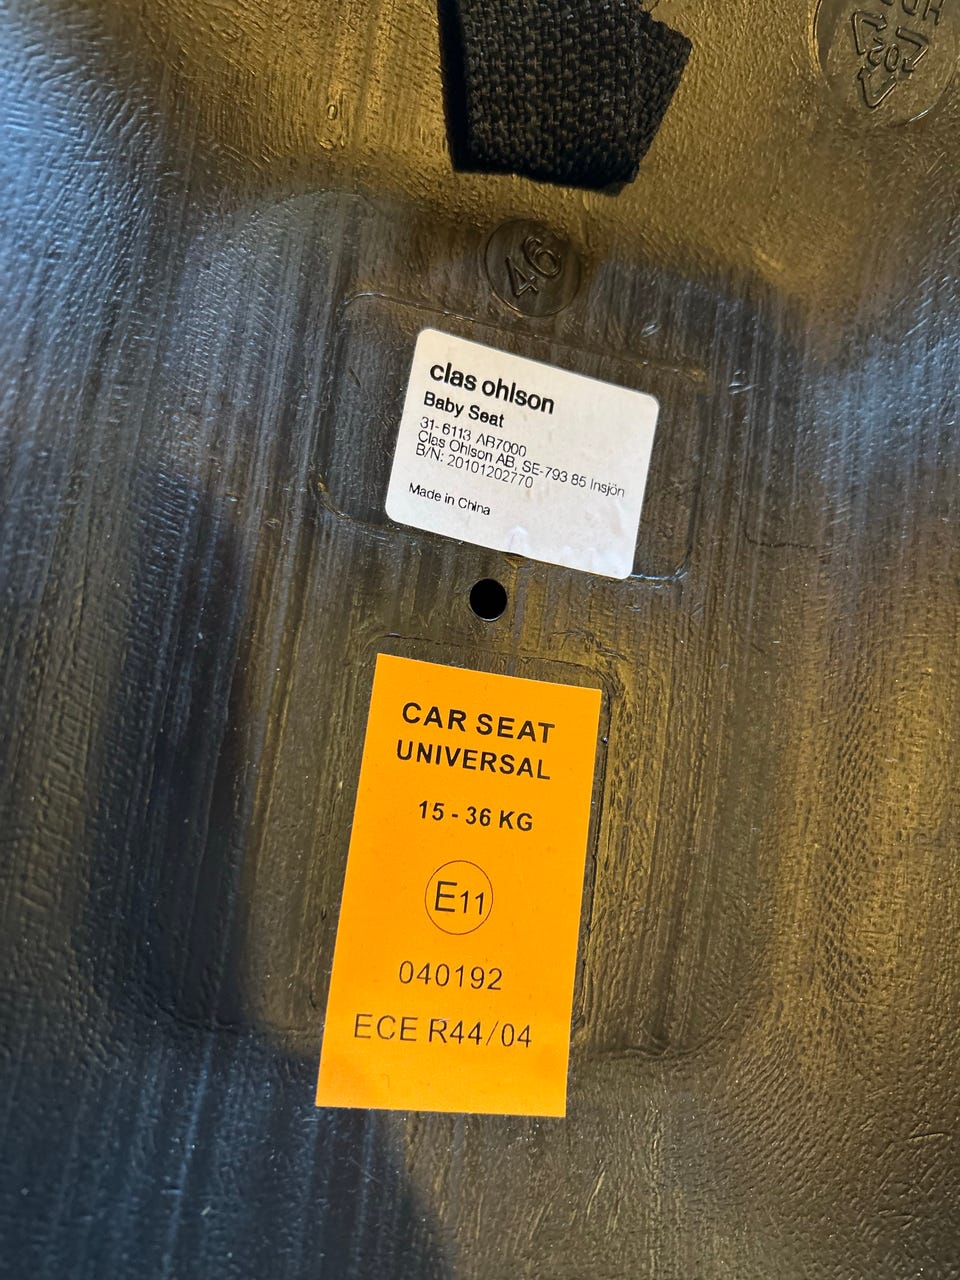 46
clas ohlson
Baby Seat
31-6113 AR7000
Clas Ohlson AB, SE-793 85 Insjön
B/N: 20101202770
Made in China
CAR SEAT
UNIVERSAL
15 - 36 KG
E11
040192
ECE R44/04